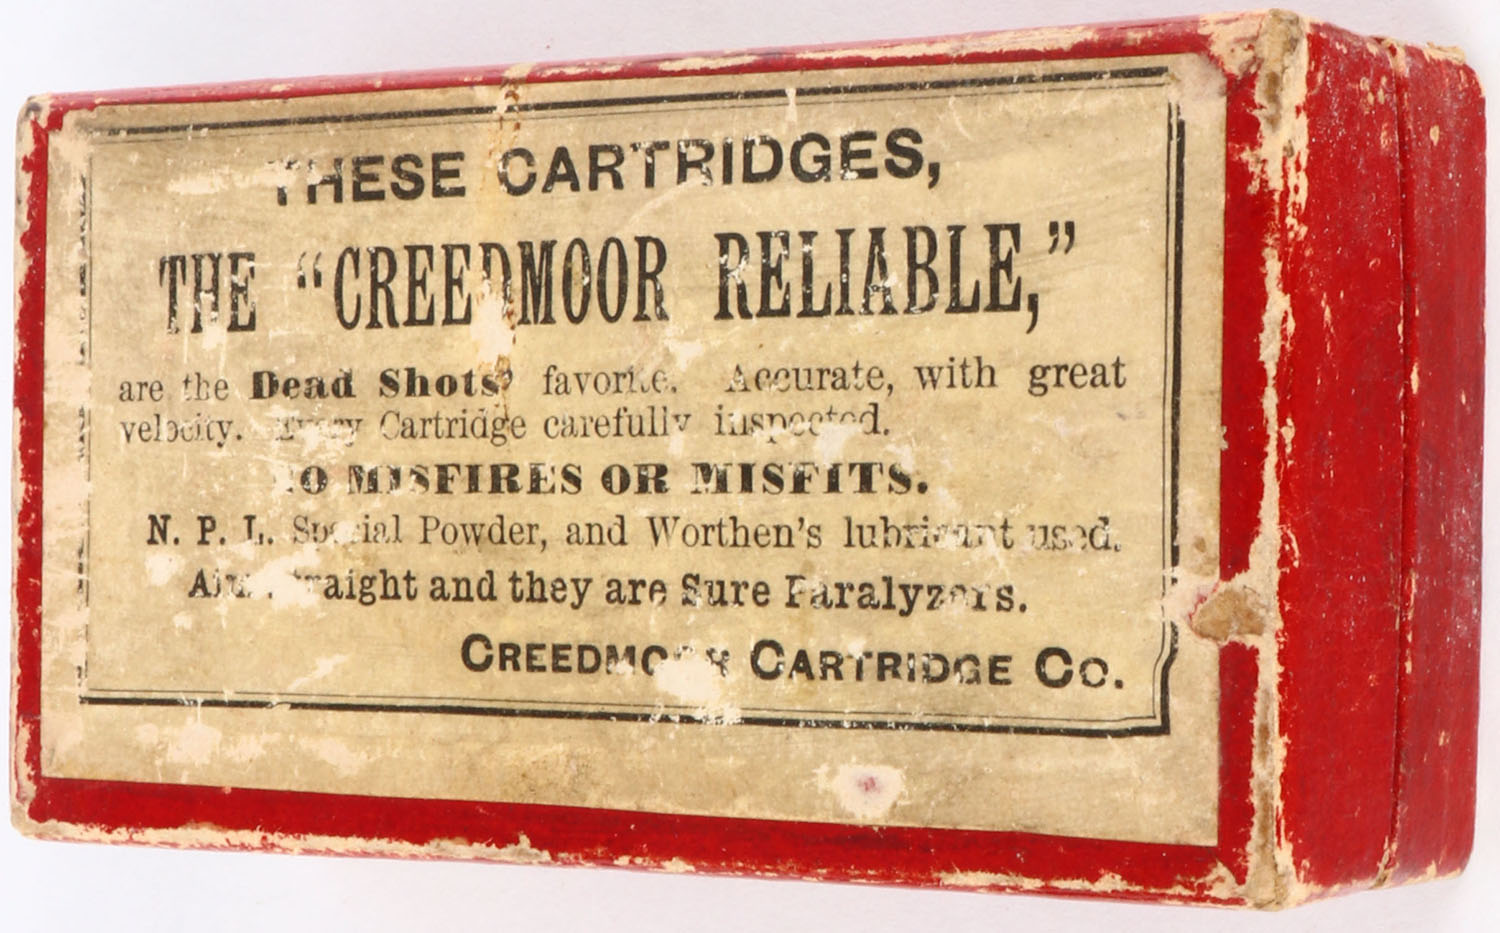 THESE CARTRIDGES,
THE "CREEDMOOR RELIABLE,"
are the Dead Shots' favorite. Accurate, with great
velocity. Every Cartridge carefully inspected.
NO MISFIRES OR MISFITS.
N. P. L. Special Powder, and Worthen's lubricant used.
Aim straight and they are Sure Paralyzers.
CREEDMOOR CARTRIDGE CO.